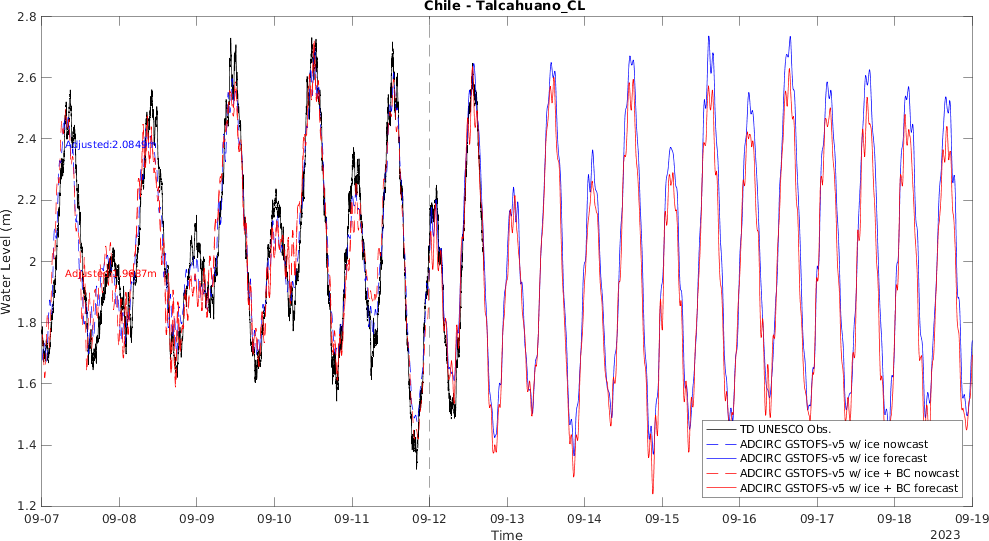 Chile - Talcahuano_CL
2.8
2.6
2.4
2.2
2
1.8
1.6
1.4
1.2
Water Level (m)
Adjusted:2.0849m
TD UNESCO Obs.
ADCIRC GSTOFS-v5 w/ ice nowcast
ADCIRC GSTOFS-v5 w/ ice forecast
ADCIRC GSTOFS-v5 w/ ice + BC nowcast
ADCIRC GSTOFS-v5 w/ ice + BC forecast
09-07 09-08 09-09 09-10 09-11 09-12 09-13 09-14 09-15 09-16 09-17 09-18 09-19
Time
2023